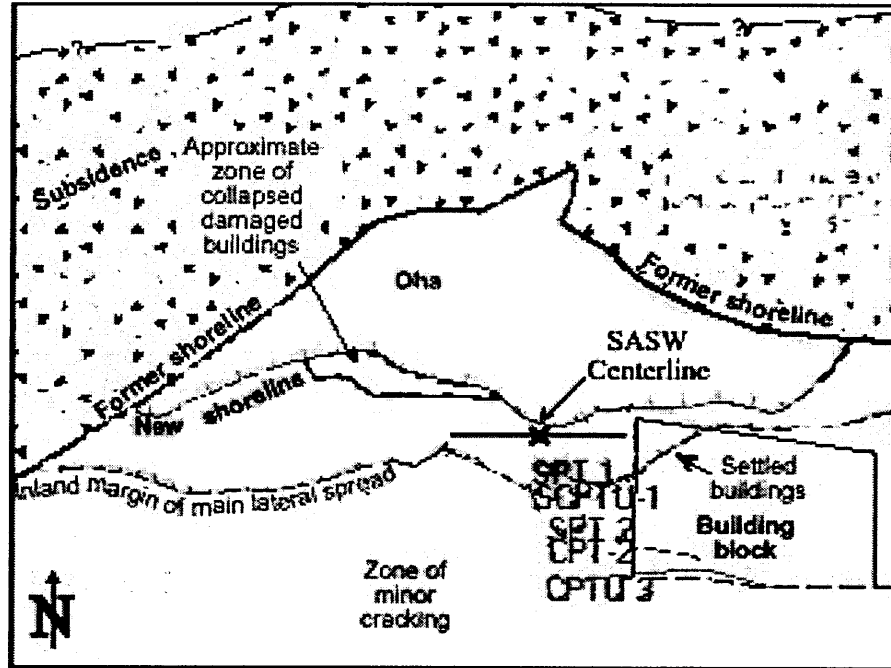 ?
?
Subsidence
Approximate
zone of
collapsed
damaged
buildings
Oha
Former shoreline
Former shoreline
SASW
Centerline
New shoreline
Inland margin of main lateral spread
SPT 1
SCPTU-1
SPT 2
CPT-2
CPTU 3
Settled
buildings
Building
block
Zone of
minor
cracking
N